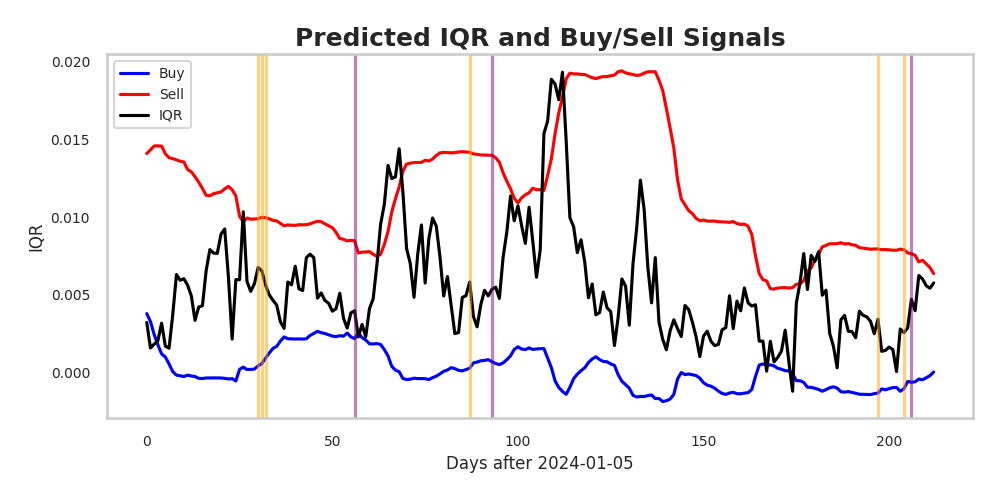 Predicted IQR and Buy/Sell Signals
Buy
Sell
IQR
0.020
0.015
0.010
0.005
0.000
IQR
0 50 100 150 200
Days after 2024-01-05